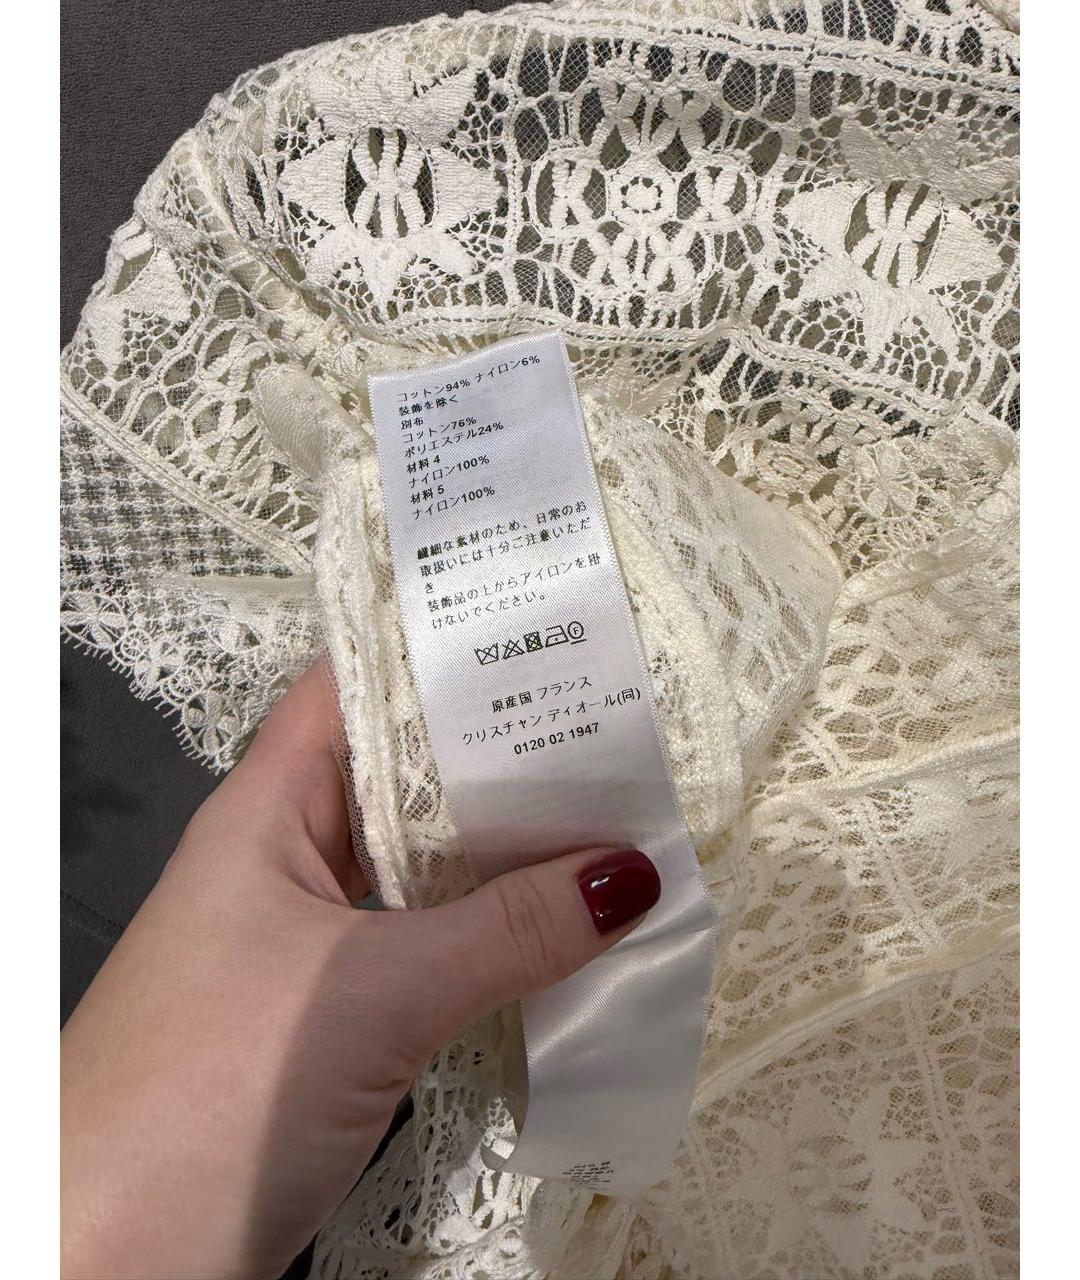 コットン94% ナイロン6%
装飾を除く
別布
コットン76%
ポリエステル24%
材料 4
ナイロン100%
材料 5
ナイロン100%
繊細な素材のため、日常のお
取扱いには十分ご注意いただ
き
装飾品の上からアイロンを掛
けないでください。
原産国 フランス
クリスチャン ディオール(同)
0120 02 1947